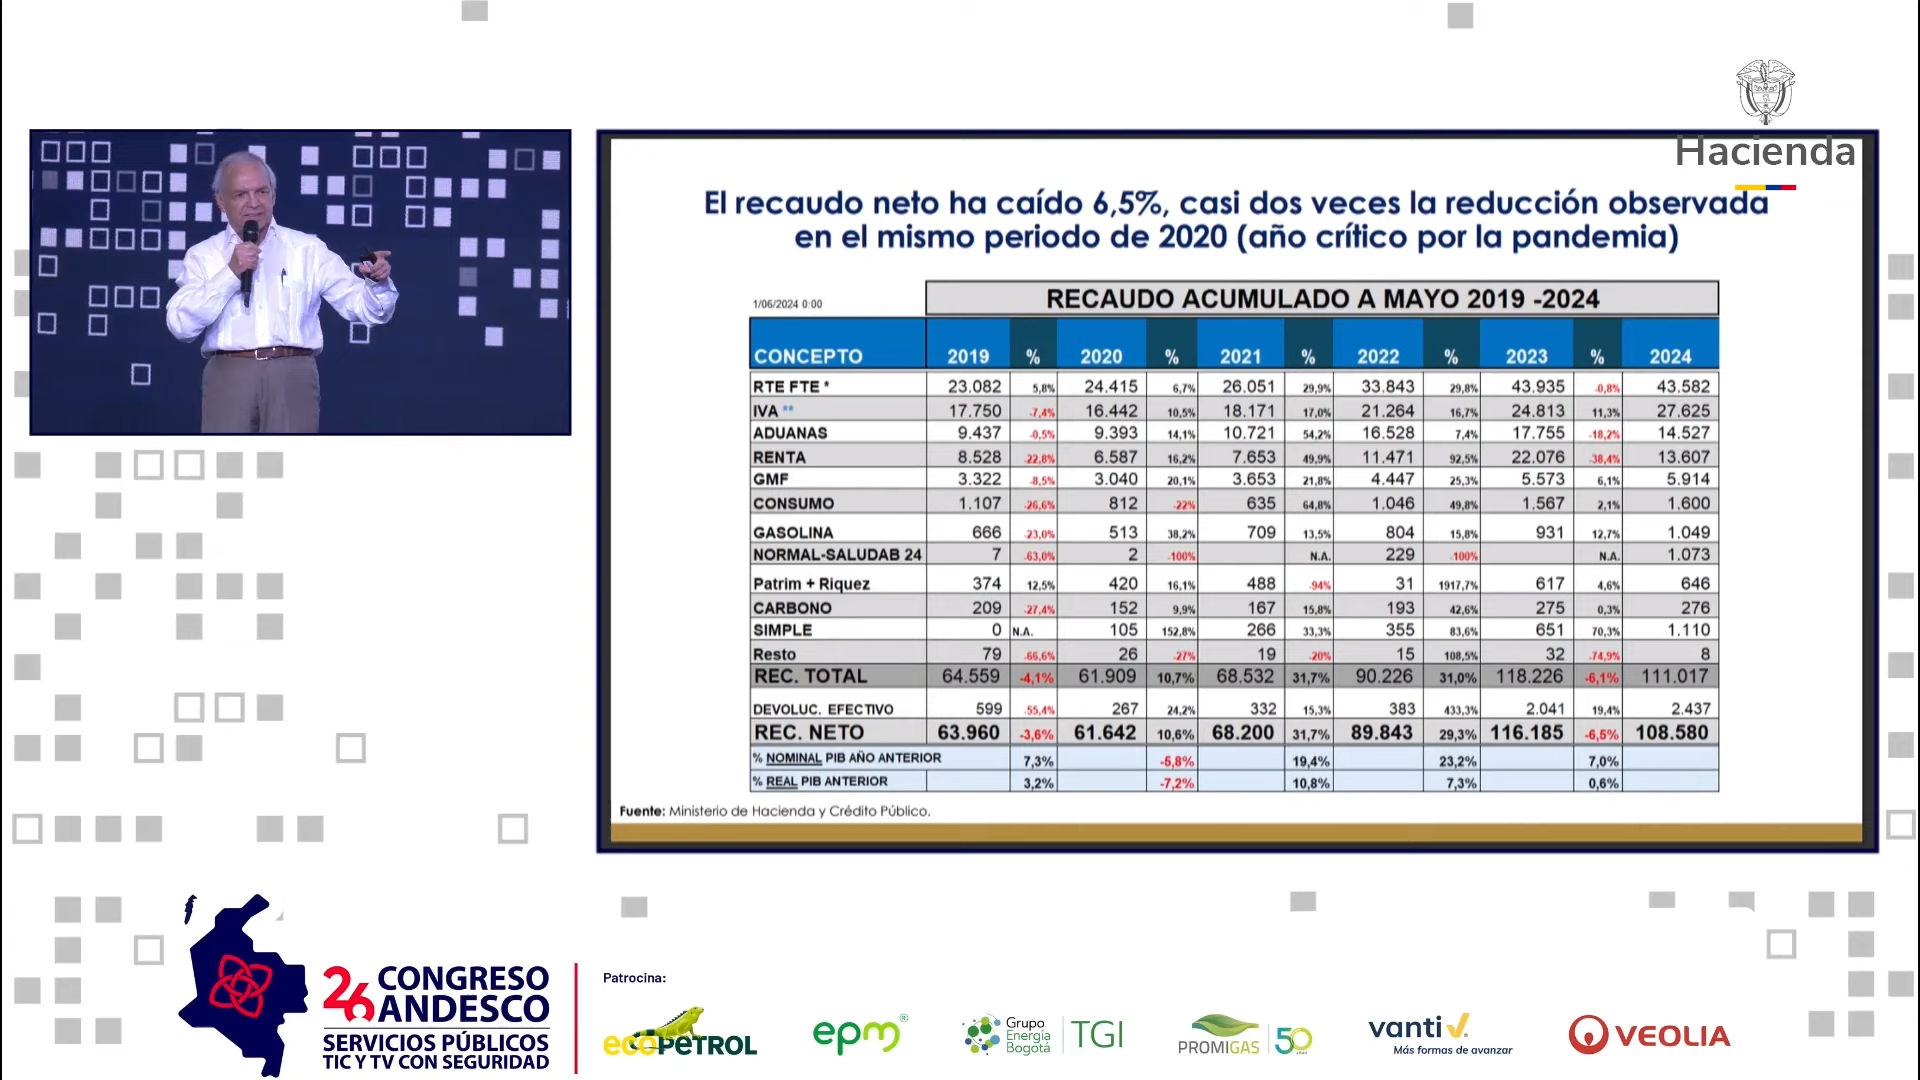 Hacienda
El recaudo neto ha caído 6,5%, casi dos veces la reducción observada
en el mismo periodo de 2020 (año crítico por la pandemia)
1/06/2024 0:00
RECAUDO ACUMULADO A MAYO 2019 -2024
CONCEPTO 2019 % 2020 % 2021 % 2022 % 2023 % 2024
RTE FTE * 23.082 5,8% 24.415 6,7% 26.051 29,9% 33.843 29,8% 43.935 -0,8% 43.582
IVA ** 17.750 -7,4% 16.442 10,5% 18.171 17,0% 21.264 16,7% 24.813 11,3% 27.625
ADUANAS 9.437 -0,5% 9.393 14,1% 10.721 54,2% 16.528 7,4% 17.755 -18,2% 14.527
RENTA 8.528 -22,8% 6.587 16,2% 7.653 49,9% 11.471 92,5% 22.076 -38,4% 13.607
GMF 3.322 -8,5% 3.040 20,1% 3.653 21,8% 4.447 25,3% 5.573 6,1% 5.914
CONSUMO 1.107 -26,6% 812 -22% 635 64,8% 1.046 49,8% 1.567 2,1% 1.600
GASOLINA 666 -23,0% 513 38,2% 709 13,5% 804 15,8% 931 12,7% 1.049
NORMAL-SALUDAB 24 7 -63,0% 2 -100% N.A. 229 -100% N.A. 1.073
Patrim + Riquez 374 12,5% 420 16,1% 488 -94% 31 1917,7% 617 4,6% 646
CARBONO 209 -27,4% 152 9,9% 167 15,8% 193 42,6% 275 0,3% 276
SIMPLE 0 N.A. 105 152,8% 266 33,3% 355 83,6% 651 70,3% 1.110
Resto 79 -66,6% 26 -27% 19 -20% 15 108,5% 32 -74,9% 8
REC. TOTAL 64.559 -4,1% 61.909 10,7% 68.532 31,7% 90.226 31,0% 118.226 -6,1% 111.017
DEVOLUC. EFECTIVO 599 -55,4% 267 24,2% 332 15,3% 383 433,3% 2.041 19,4% 2.437
REC. NETO 63.960 -3,6% 61.642 10,6% 68.200 31,7% 89.843 29,3% 116.185 -6,5% 108.580
% NOMINAL PIB AÑO ANTERIOR 7,3% -5,8% 19,4% 23,2% 7,0%
% REAL PIB ANTERIOR 3,2% -7,2% 10,8% 7,3% 0,6%
Fuente: Ministerio de Hacienda y Crédito Público.
26 CONGRESO
ANDESCO
SERVICIOS PÚBLICOS
TIC Y TV CON SEGURIDAD
Patrocina:
ecoPETROL
epm®
Grupo
Energía
Bogotá
TGI
PROMIGAS
50
vanti
Más formas de avanzar
VEOLIA